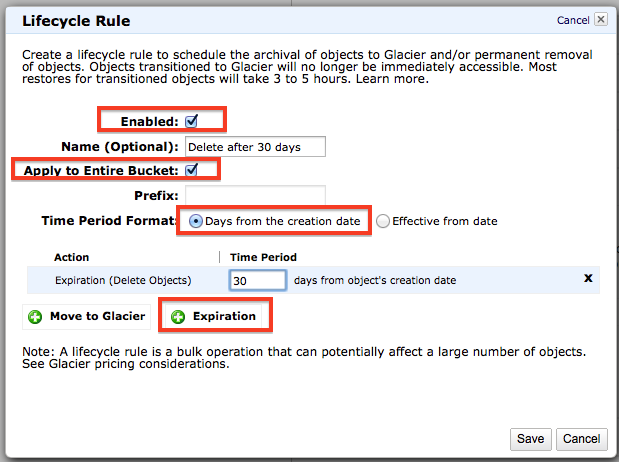 Lifecycle Rule
Cancel
Create a lifecycle rule to schedule the archival of objects to Glacier and/or permanent removal
of objects. Objects transitioned to Glacier will no longer be immediately accessible. Most
restores for transitioned objects will take 3 to 5 hours. Learn more.
Enabled:
Name (Optional): Delete after 30 days
Apply to Entire Bucket:
Prefix:
Time Period Format: Days from the creation date Effective from date
Action Time Period
Expiration (Delete Objects) 30 days from object's creation date x
Move to Glacier Expiration
Note: A lifecycle rule is a bulk operation that can potentially affect a large number of objects.
See Glacier pricing considerations.
Save Cancel